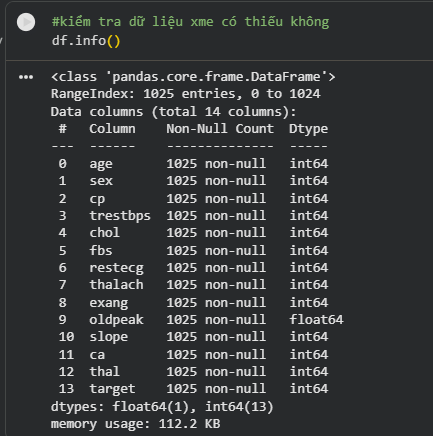 #kiểm tra dữ liệu xme có thiếu không
df.info()
<class 'pandas.core.frame.DataFrame'>
RangeIndex: 1025 entries, 0 to 1024
Data columns (total 14 columns):
 #   Column    Non-Null Count  Dtype
---  ------    --------------  -----
 0   age       1025 non-null   int64
 1   sex       1025 non-null   int64
 2   cp        1025 non-null   int64
 3   trestbps  1025 non-null   int64
 4   chol      1025 non-null   int64
 5   fbs       1025 non-null   int64
 6   restecg   1025 non-null   int64
 7   thalach   1025 non-null   int64
 8   exang     1025 non-null   int64
 9   oldpeak   1025 non-null   float64
 10  slope     1025 non-null   int64
 11  ca        1025 non-null   int64
 12  thal      1025 non-null   int64
 13  target    1025 non-null   int64
dtypes: float64(1), int64(13)
memory usage: 112.2 KB